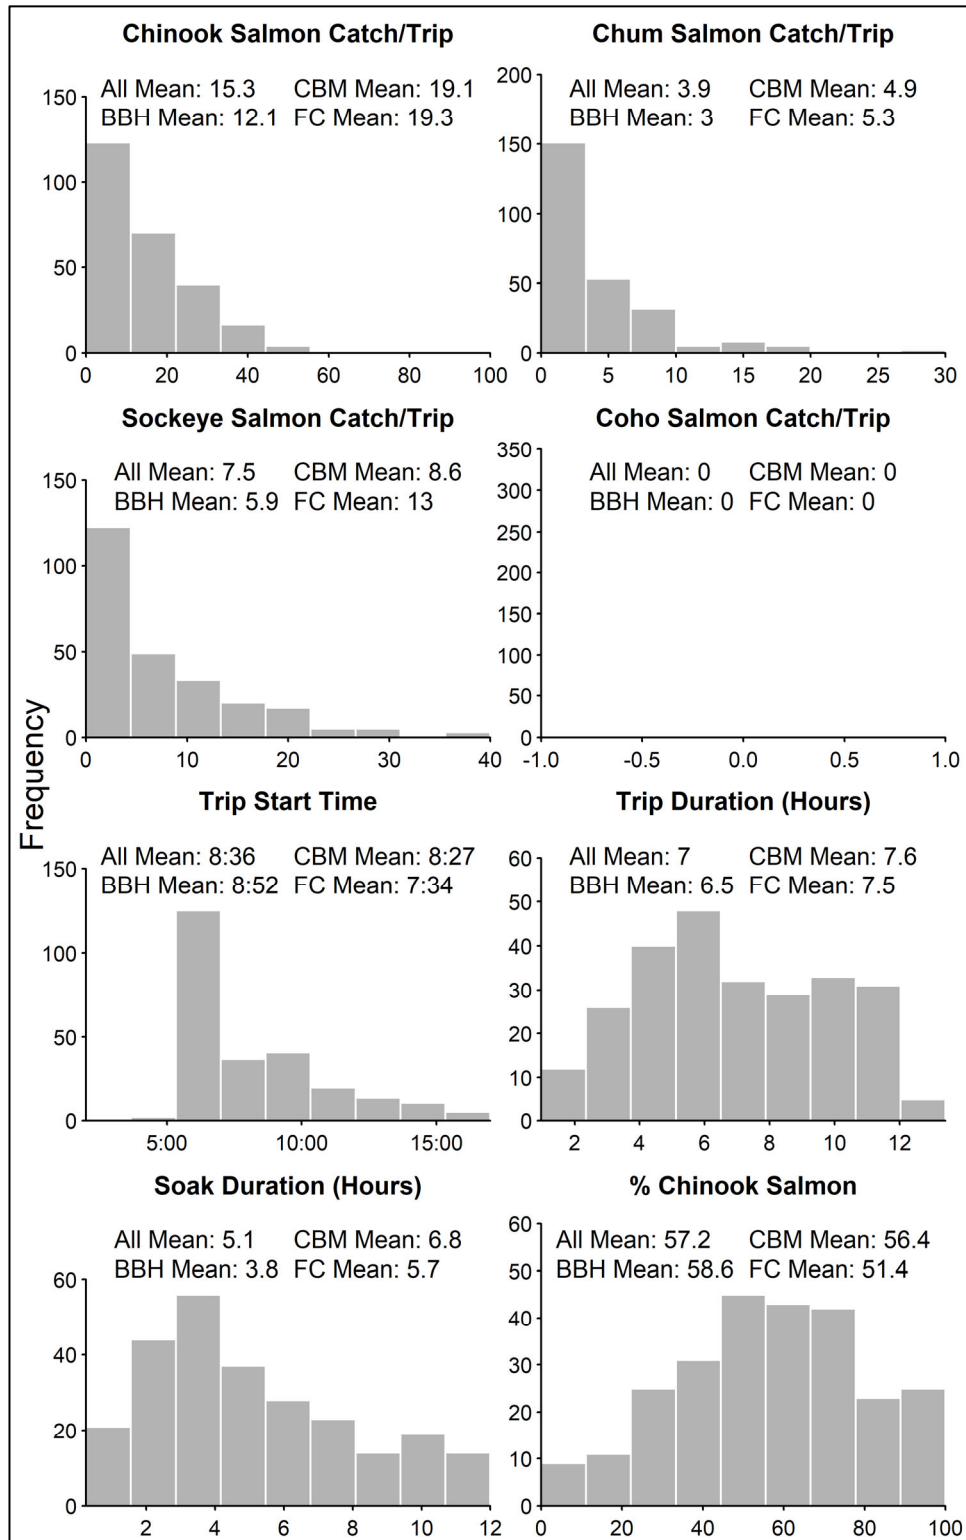 Frequency
Chinook Salmon Catch/Trip
All Mean: 15.3 CBM Mean: 19.1
BBH Mean: 12.1 FC Mean: 19.3
150
100
50
0
0 20 40 60 80 100
Chum Salmon Catch/Trip
All Mean: 3.9 CBM Mean: 4.9
BBH Mean: 3 FC Mean: 5.3
200
150
100
50
0
0 5 10 15 20 25 30
Sockeye Salmon Catch/Trip
All Mean: 7.5 CBM Mean: 8.6
BBH Mean: 5.9 FC Mean: 13
150
100
50
0
0 10 20 30 40
Coho Salmon Catch/Trip
All Mean: 0 CBM Mean: 0
BBH Mean: 0 FC Mean: 0
350
300
250
200
150
100
50
0
-1.0 -0.5 0.0 0.5 1.0
Trip Start Time
All Mean: 8:36 CBM Mean: 8:27
BBH Mean: 8:52 FC Mean: 7:34
150
100
50
0
5:00 10:00 15:00
Trip Duration (Hours)
All Mean: 7 CBM Mean: 7.6
BBH Mean: 6.5 FC Mean: 7.5
60
50
40
30
20
10
0
2 4 6 8 10 12
Soak Duration (Hours)
All Mean: 5.1 CBM Mean: 6.8
BBH Mean: 3.8 FC Mean: 5.7
60
40
20
0
2 4 6 8 10 12
% Chinook Salmon
All Mean: 57.2 CBM Mean: 56.4
BBH Mean: 58.6 FC Mean: 51.4
60
50
40
30
20
10
0
0 20 40 60 80 100